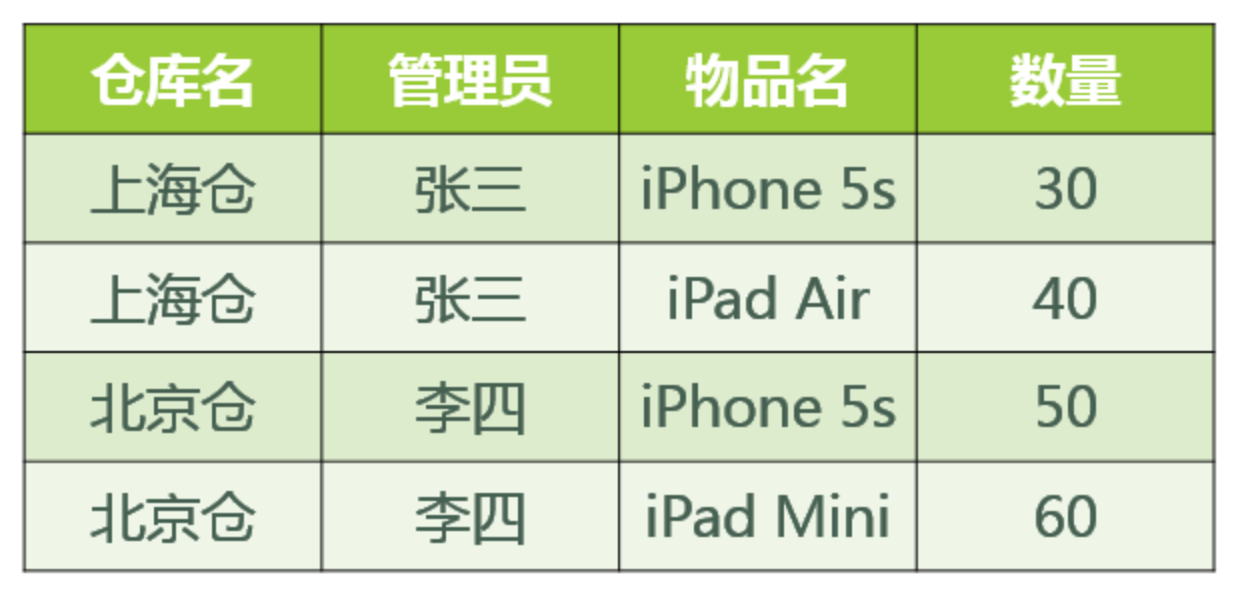 仓库名 管理员 物品名 数量
上海仓 张三 iPhone 5s 30
上海仓 张三 iPad Air 40
北京仓 李四 iPhone 5s 50
北京仓 李四 iPad Mini 60